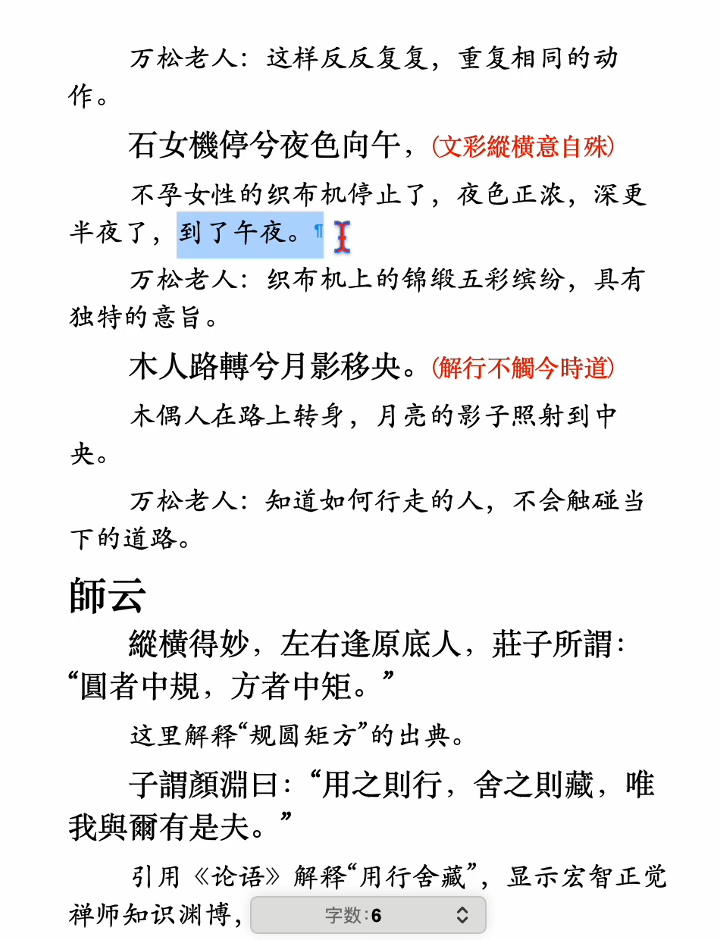 万松老人：这样反反复复，重复相同的动
作。
石女機停兮夜色向午，(文彩縱橫意自殊)
不孕女性的织布机停止了，夜色正浓，深更
半夜了，到了午夜。¶
万松老人：织布机上的锦缎五彩缤纷，具有
独特的意旨。
木人路轉兮月影移央。(解行不觸今時道)
木偶人在路上转身，月亮的影子照射到中
央。
万松老人：知道如何行走的人，不会触碰当
下的道路。
師云
縱橫得妙，左右逢原底人，莊子所謂：
“圓者中規，方者中矩。”
这里解释“规圆矩方”的出典。
子謂顏淵曰：“用之則行，舍之則藏，唯
我與爾有是夫。”
引用《论语》解释“用行舍藏”，显示宏智正觉
禅师知识渊博，
字数:6